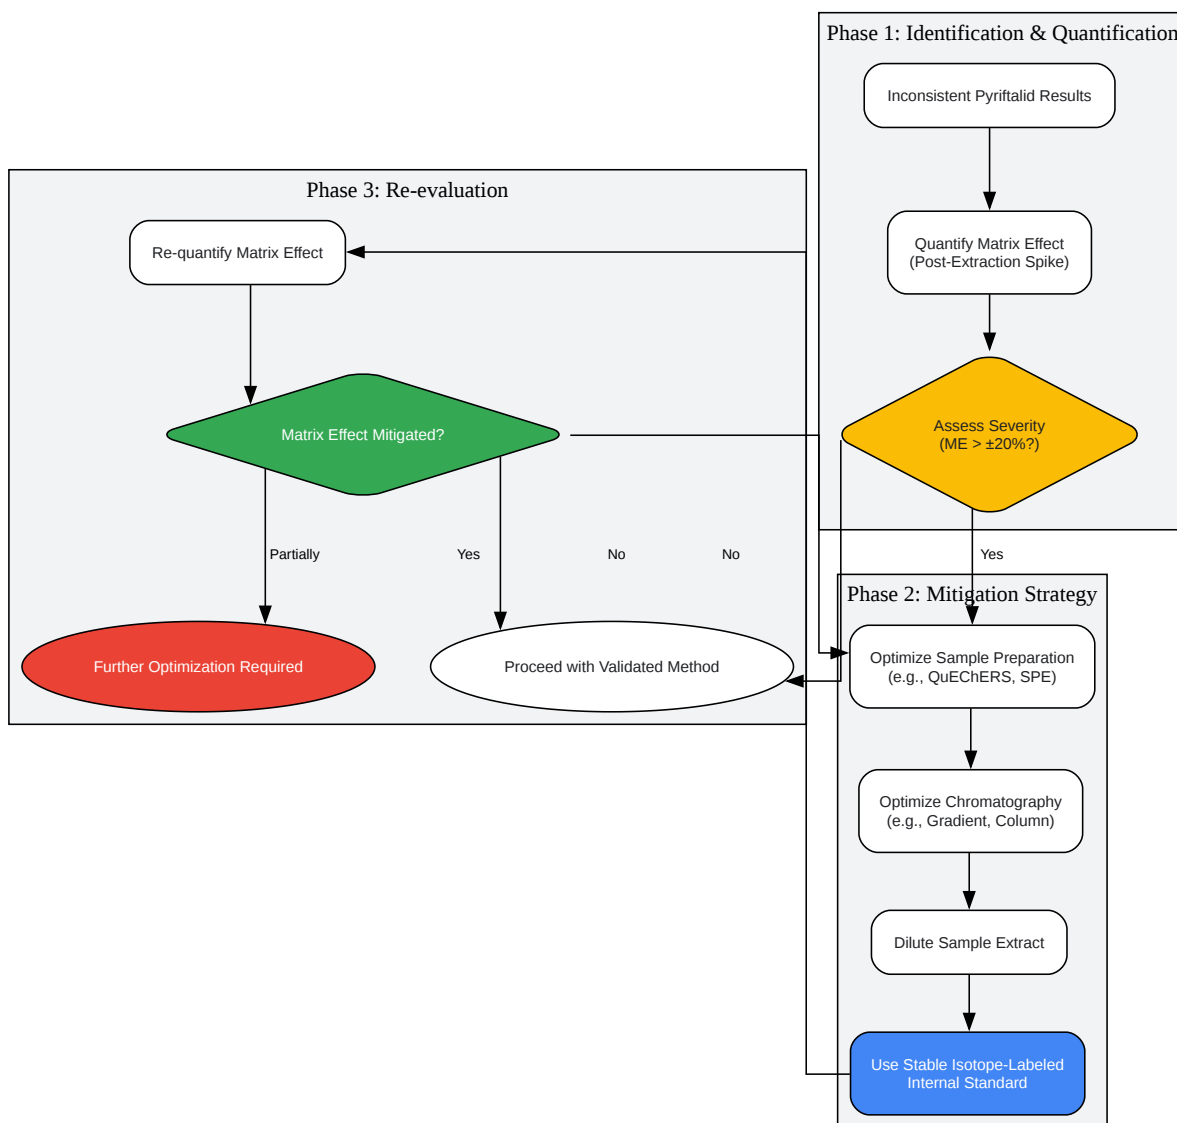 Phase 1: Identification & Quantification
Inconsistent Pyriftalid Results
Quantify Matrix Effect
(Post-Extraction Spike)
Assess Severity
(ME > ±20%?)
Yes
Phase 2: Mitigation Strategy
Optimize Sample Preparation
(e.g., QuEChERS, SPE)
Optimize Chromatography
(e.g., Gradient, Column)
Dilute Sample Extract
Use Stable Isotope-Labeled
Internal Standard
Phase 3: Re-evaluation
Re-quantify Matrix Effect
Matrix Effect Mitigated?
Partially
Yes
No
No
Further Optimization Required
Proceed with Validated Method